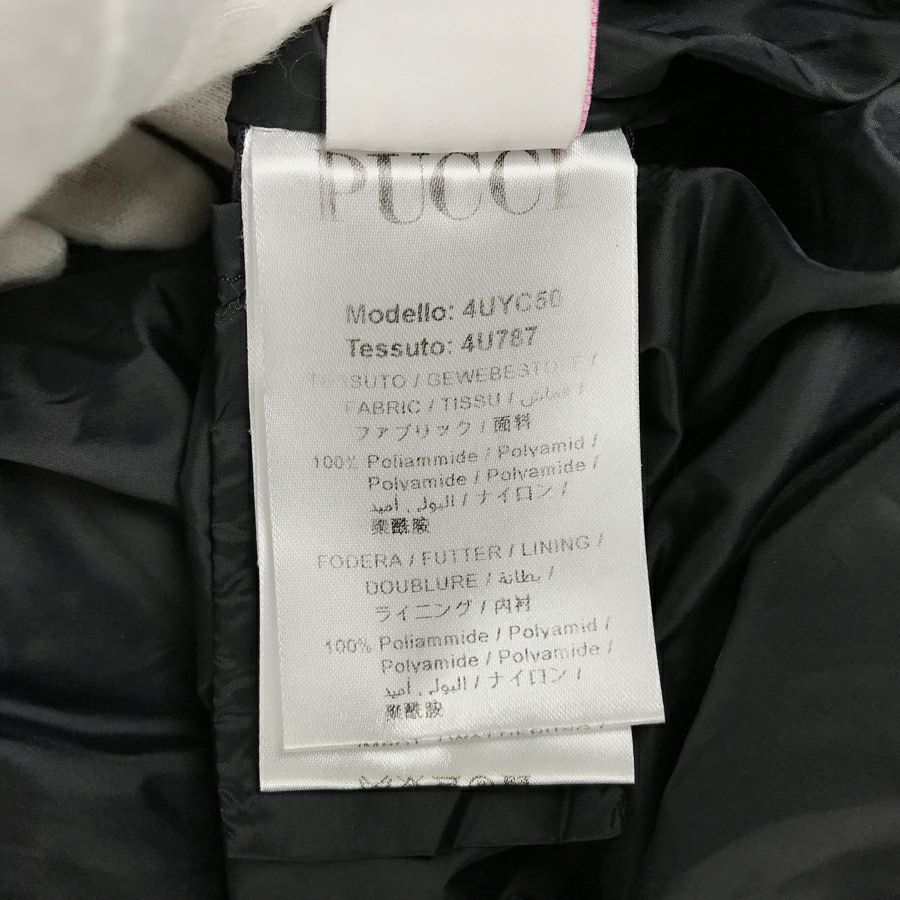 PUCCI
Modello: 4UYC50
Tessuto: 4U787
TESSUTO / GEWEBESTOFF /
FABRIC / TISSU / قماش /
ファブリック / 面料
100% Poliammide / Polyamid /
Polyamide / Polyamide /
البولي أميد / ナイロン /
聚酰胺
FODERA / FUTTER / LINING /
DOUBLURE / بطانة /
ライニング / 内衬
100% Poliammide / Polyamid /
Polyamide / Polyamide /
البولي أميد / ナイロン /
聚酰胺